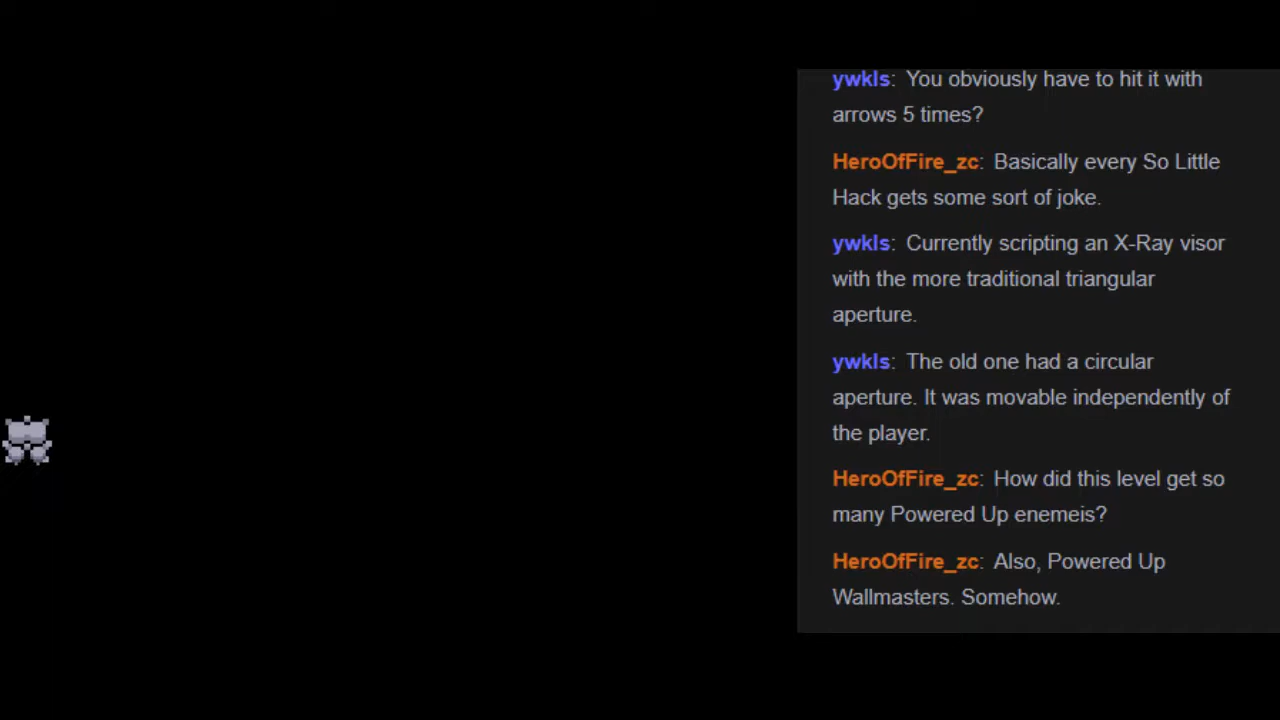 ywkls: You obviously have to hit it with
arrows 5 times?
HeroOfFire_zc: Basically every So Little
Hack gets some sort of joke.
ywkls: Currently scripting an X-Ray visor
with the more traditional triangular
aperture.
ywkls: The old one had a circular
aperture. It was movable independently of
the player.
HeroOfFire_zc: How did this level get so
many Powered Up enemeis?
HeroOfFire_zc: Also, Powered Up
Wallmasters. Somehow.